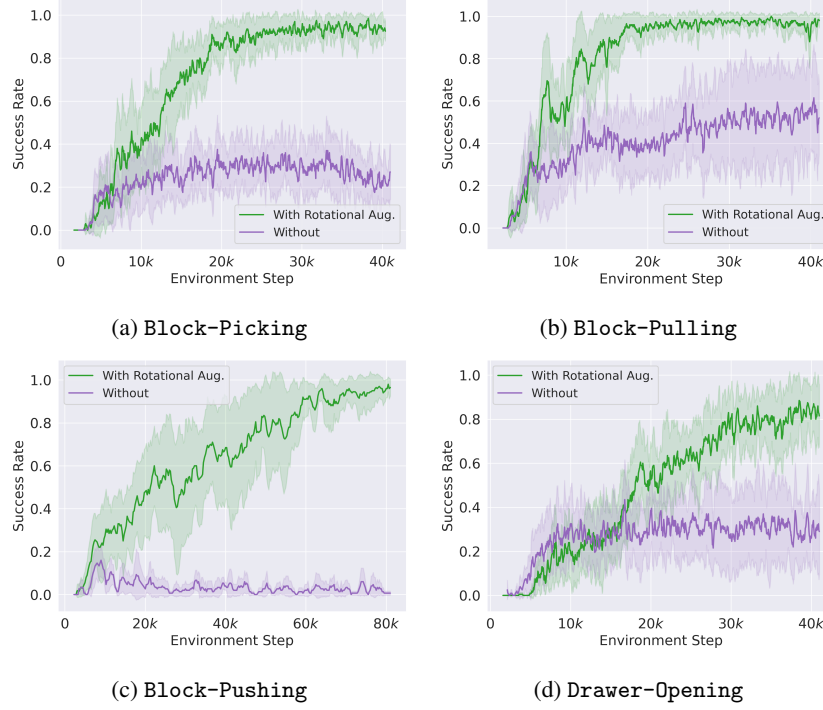 1.0
0.8
0.6
0.4
0.2
0.0
Success Rate
With Rotational Aug.
Without
0 10k 20k 30k 40k
Environment Step
(a) Block-Picking
1.0
0.8
0.6
0.4
0.2
0.0
Success Rate
With Rotational Aug.
Without
10k 20k 30k 40k
Environment Step
(b) Block-Pulling
1.0
0.8
0.6
0.4
0.2
0.0
Success Rate
With Rotational Aug.
Without
0 20k 40k 60k 80k
Environment Step
(c) Block-Pushing
1.0
0.8
0.6
0.4
0.2
0.0
Success Rate
With Rotational Aug.
Without
0 10k 20k 30k 40k
Environment Step
(d) Drawer-Opening